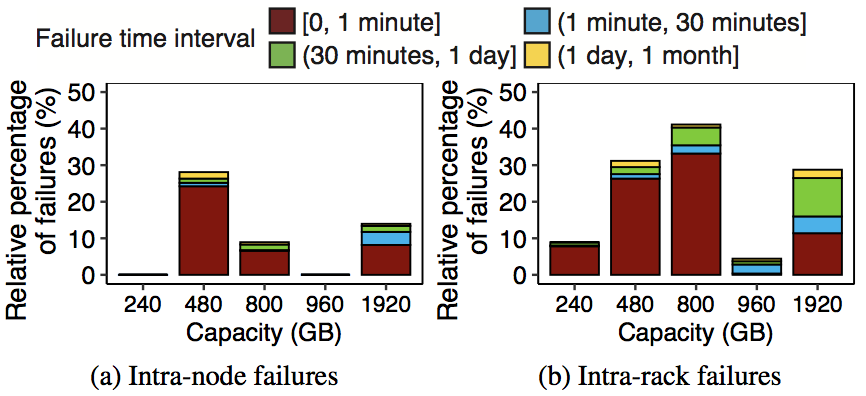 Failure time interval
[0, 1 minute]
(1 minute, 30 minutes]
(30 minutes, 1 day]
(1 day, 1 month]
Relative percentage
of failures (%)
50
40
30
20
10
0
240 480 800 960 1920
Capacity (GB)
(a) Intra-node failures
Relative percentage
of failures (%)
50
40
30
20
10
0
240 480 800 960 1920
Capacity (GB)
(b) Intra-rack failures